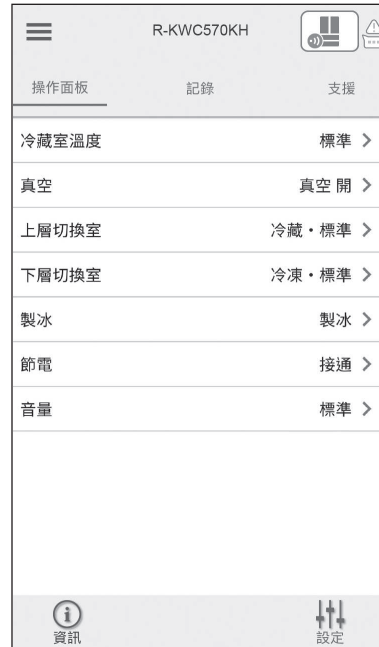 R-KWC570KH
操作面板 記錄 支援
冷藏室溫度 標準 >
真空 真空 開 >
上層切換室 冷藏・標準 >
下層切換室 冷凍・標準 >
製冰 製冰 >
節電 接通 >
音量 標準 >
資訊 設定